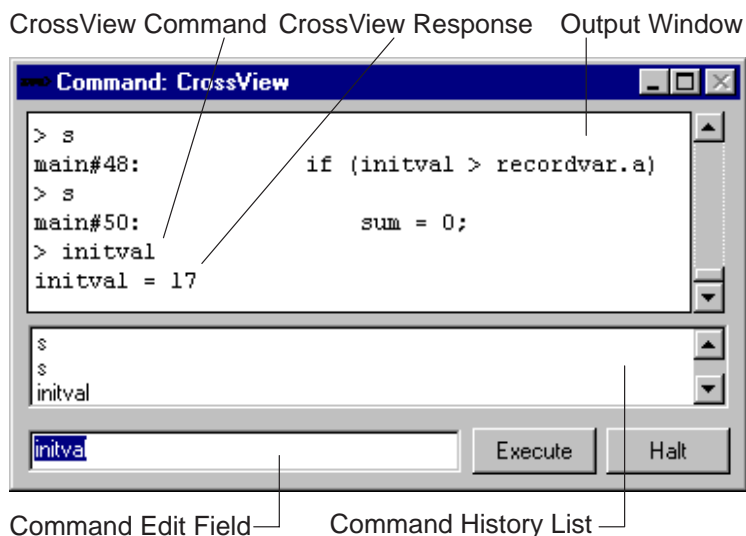 CrossView Command CrossView Response Output Window
Command: CrossView
> s
main#48: if (initval > recordvar.a)
> s
main#50: sum = 0;
> initval
initval = 17
s
s
initval
initval Execute Halt
Command Edit Field Command History List